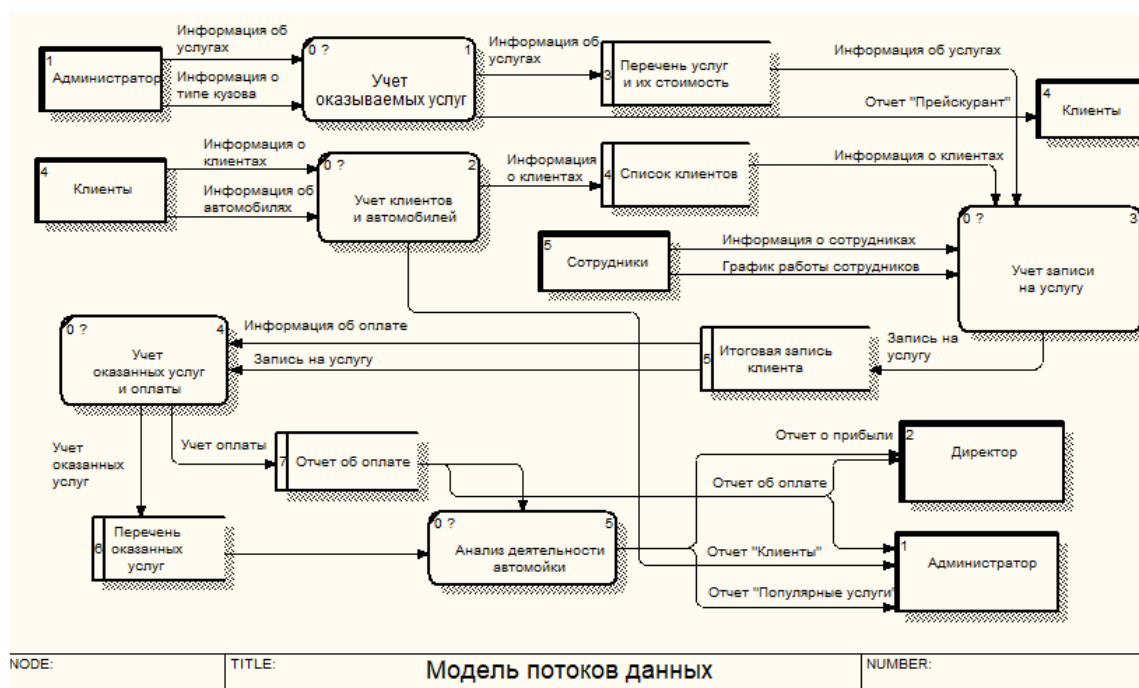 Информация об
услугах
1
Администратор
Информация о
типе кузова
0 ?
1
Учет
оказываемых услуг
Информация об
услугах
3
Перечень услуг
и их стоимость
Информация об услугах
Отчет "Прейскурант"
4
Клиенты
4
Клиенты
Информация о
клиентах
Информация об
автомобилях
0 ?
2
Учет клиентов
и автомобилей
Информация
о клиентах
4
Список клиентов
Информация о клиентах
5
Сотрудники
Информация о сотрудниках
График работы сотрудников
0 ?
3
Учет записи
на услугу
0 ?
4
Учет
оказанных услуг
и оплаты
Информация об оплате
Запись на услугу
5
Итоговая запись
клиента
Запись на
услугу
Учет
оказанных
услуг
Учет оплаты
7
Отчет об оплате
Отчет о прибыли
2
Директор
Отчет об оплате
6
Перечень
оказанных
услуг
0 ?
5
Анализ деятельности
автомойки
Отчет "Клиенты"
Отчет "Популярные услуги"
1
Администратор
NODE:
TITLE:
Модель потоков данных
NUMBER: